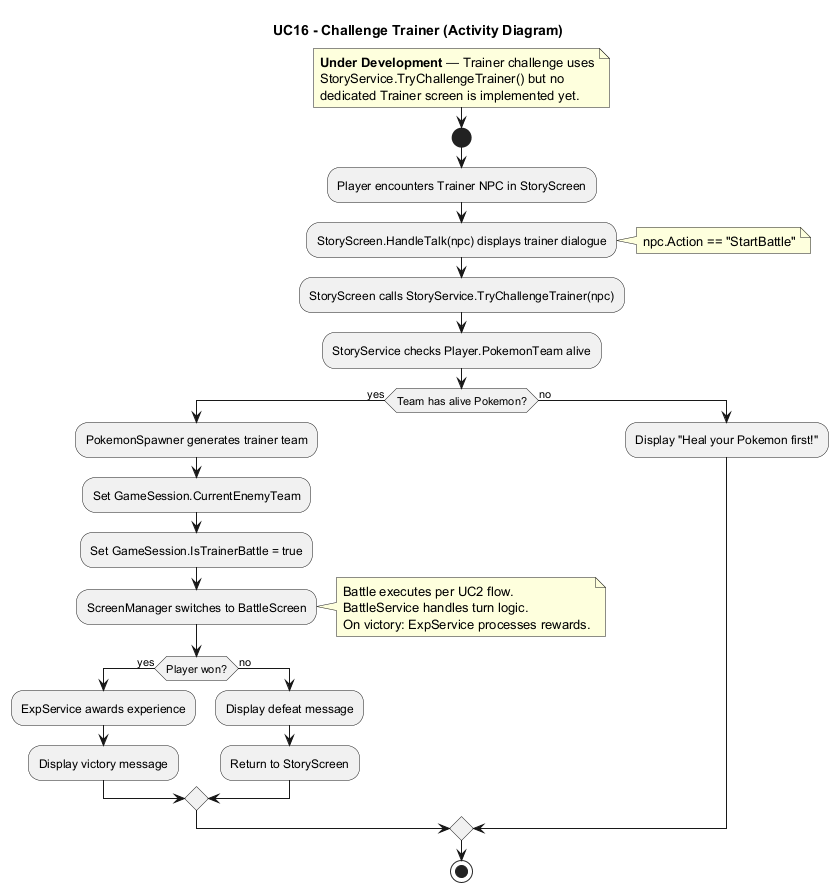 UC16 - Challenge Trainer (Activity Diagram)
Under Development — Trainer challenge uses
StoryService.TryChallengeTrainer() but no
dedicated Trainer screen is implemented yet.
Player encounters Trainer NPC in StoryScreen
StoryScreen.HandleTalk(npc) displays trainer dialogue
npc.Action == "StartBattle"
StoryScreen calls StoryService.TryChallengeTrainer(npc)
StoryService checks Player.PokemonTeam alive
yes
Team has alive Pokemon?
no
PokemonSpawner generates trainer team
Display "Heal your Pokemon first!"
Set GameSession.CurrentEnemyTeam
Set GameSession.IsTrainerBattle = true
ScreenManager switches to BattleScreen
Battle executes per UC2 flow.
BattleService handles turn logic.
On victory: ExpService processes rewards.
yes
Player won?
no
ExpService awards experience
Display defeat message
Display victory message
Return to StoryScreen